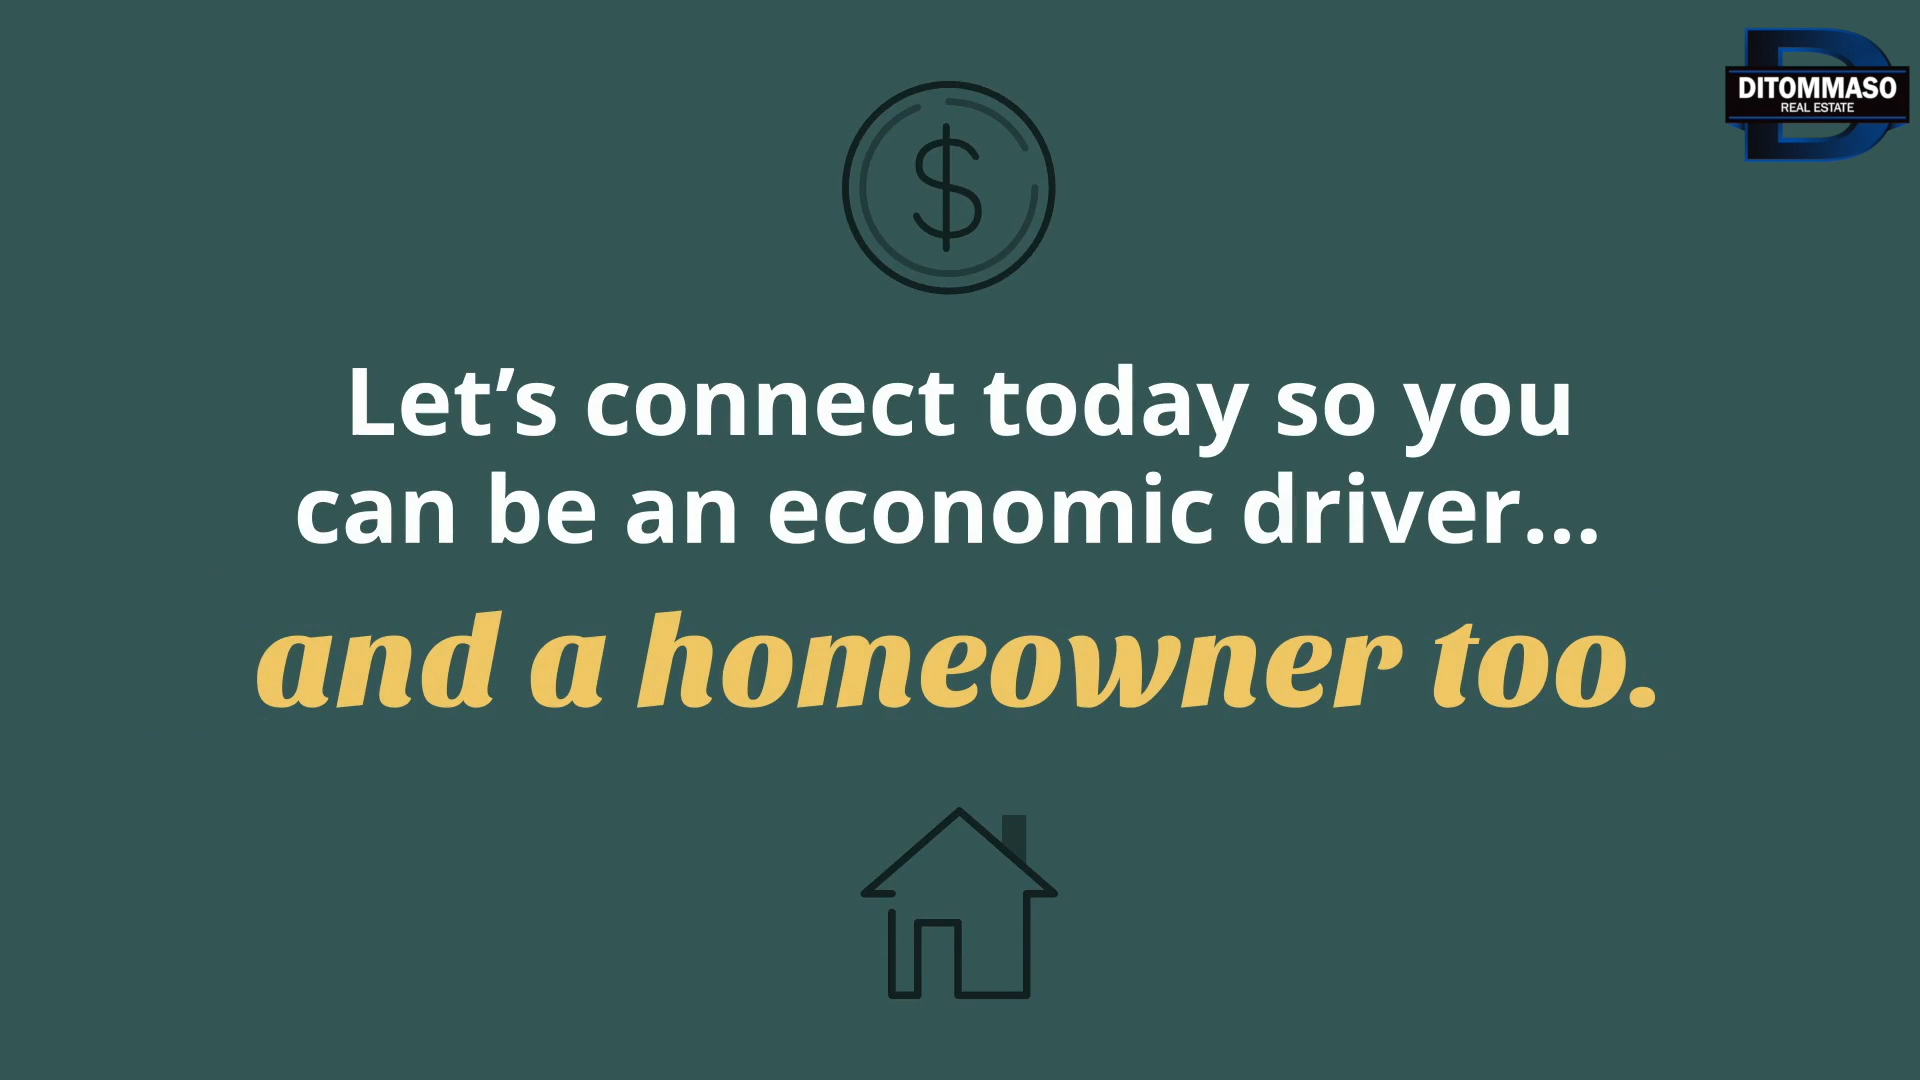 DITOMMASO
REAL ESTATE
$
Let’s connect today so you
can be an economic driver...
and a homeowner too.